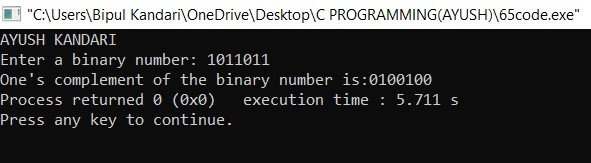 "C:\Users\Bipul Kandari\OneDrive\Desktop\C PROGRAMMING(AYUSH)\65code.exe"
AYUSH KANDARI
Enter a binary number: 1011011
One's complement of the binary number is:0100100
Process returned 0 (0x0)   execution time : 5.711 s
Press any key to continue.